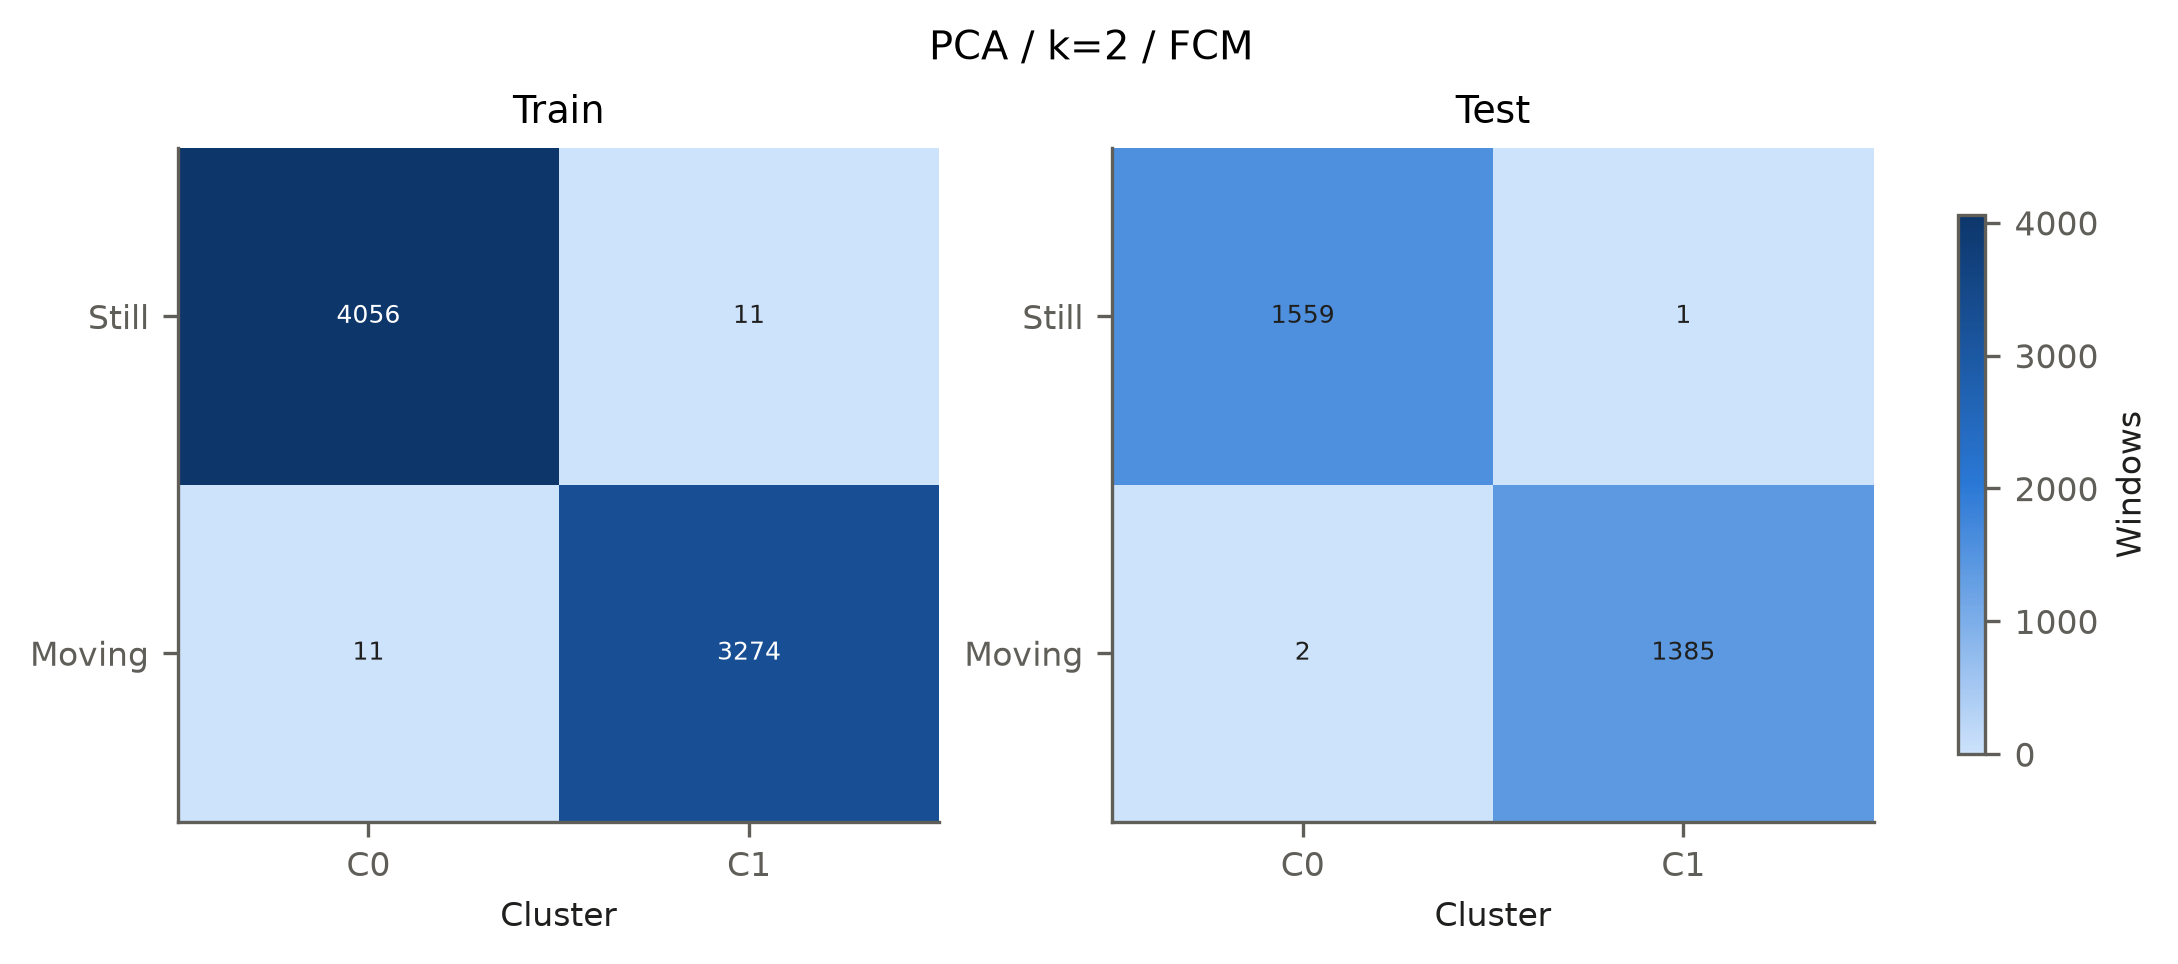 PCA / k=2 / FCM
Train
Still
4056
11
Moving
11
3274
C0
C1
Cluster
Test
Still
1559
1
Moving
2
1385
C0
C1
Cluster
4000
3000
2000
1000
0
Windows